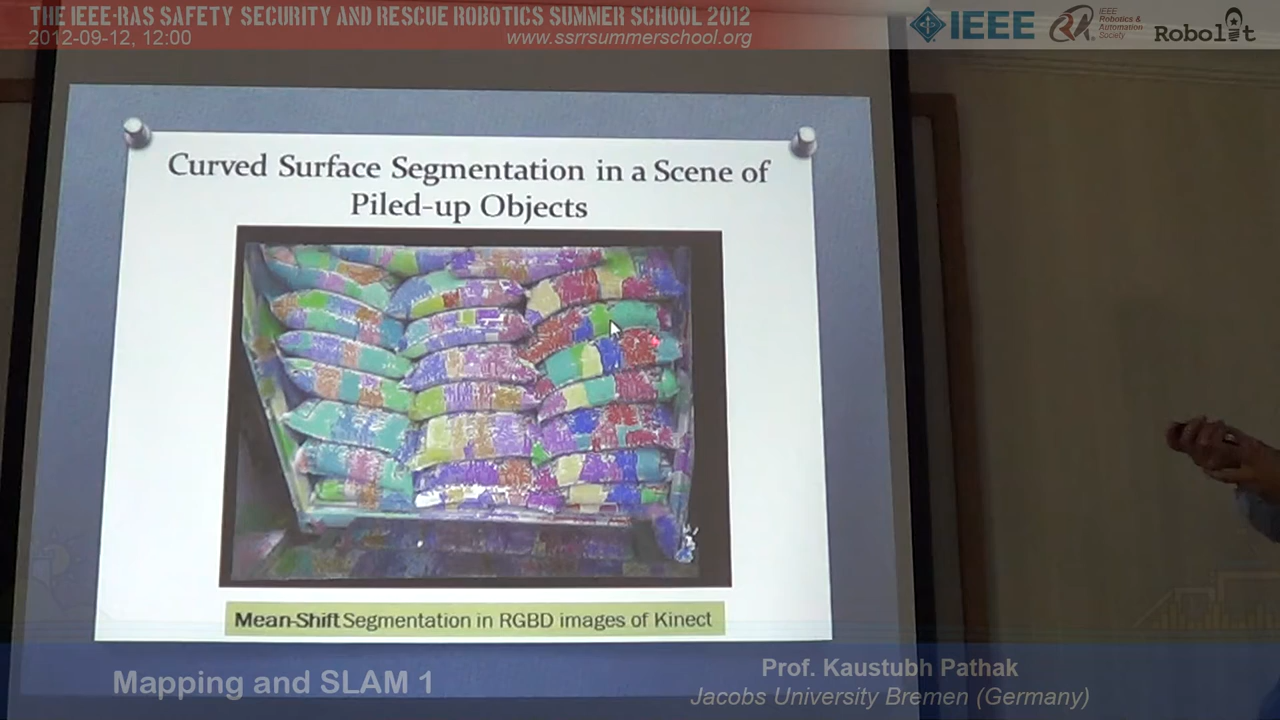 THE IEEE-RAS SAFETY SECURITY AND RESCUE ROBOTICS SUMMER SCHOOL 2012
2012-09-12, 12:00
www.ssrrsummerschool.org
IEEE
IEEE
Robotics &
Automation
Society
Robolit
Curved Surface Segmentation in a Scene of
Piled-up Objects
Mean-Shift Segmentation in RGBD images of Kinect
Mapping and SLAM 1
Prof. Kaustubh Pathak
Jacobs University Bremen (Germany)